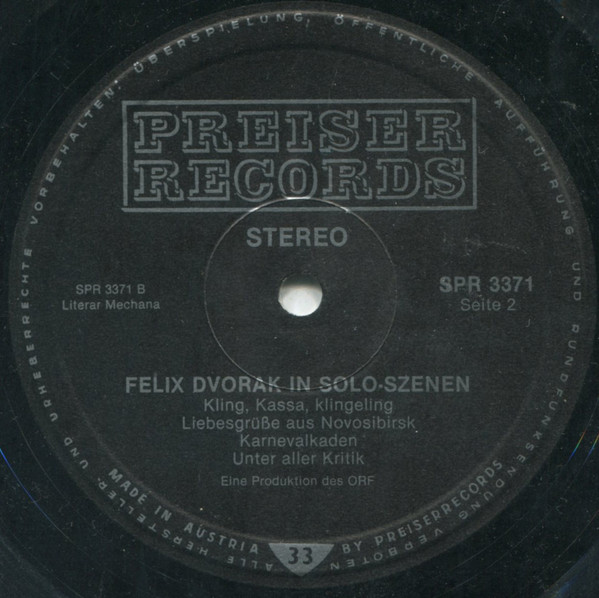 PREISER
RECORDS
STEREO
SPR 3371 B
Literar Mechana
SPR 3371
Seite 2
FELIX DVORAK IN SOLO-SZENEN
Kling, Kassa, klingeling
Liebesgrüße aus Novosibirsk
Karnevalkaden
Unter aller Kritik
Eine Produktion des ORF
MADE IN AUSTRIA
33
BY PREISERRECORDS
ALLE HERSTELLER- UND URHEBERRECHTE VORBEHALTEN. ÜBERSPIELUNG, ÖFFENTLICHE AUFFÜHRUNG UND RUNDFUNKSENDUNG VERBOTEN